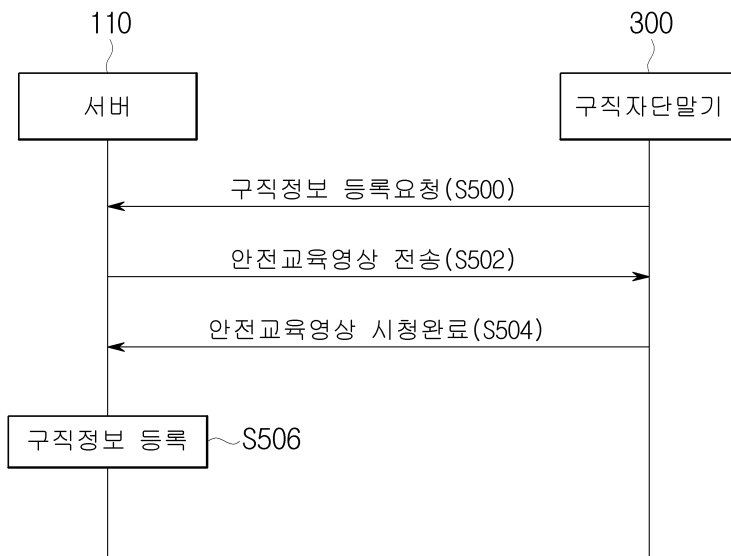 110
300
서버
구직자단말기
구직정보 등록요청(S500)
안전교육영상 전송(S502)
안전교육영상 시청완료(S504)
구직정보 등록
S506